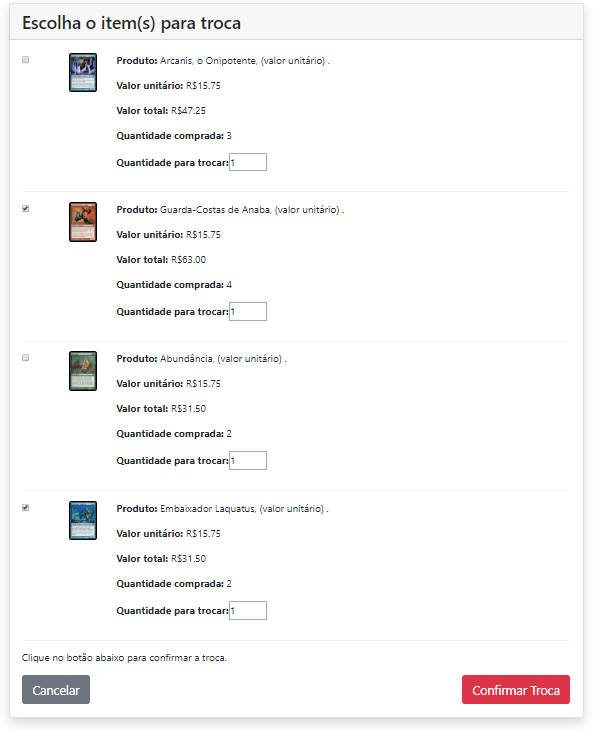 Escolha o item(s) para troca
Produto: Arcanis, o Onipotente, (valor unitário) .
Valor unitário: R$15.75
Valor total: R$47.25
Quantidade comprada: 3
Quantidade para trocar: 1
Produto: Guarda-Costas de Anaba, (valor unitário) .
Valor unitário: R$15.75
Valor total: R$63.00
Quantidade comprada: 4
Quantidade para trocar: 1
Produto: Abundância, (valor unitário) .
Valor unitário: R$15.75
Valor total: R$31.50
Quantidade comprada: 2
Quantidade para trocar: 1
Produto: Embaixador Laquatus, (valor unitário) .
Valor unitário: R$15.75
Valor total: R$31.50
Quantidade comprada: 2
Quantidade para trocar: 1
Clique no botão abaixo para confirmar a troca.
Cancelar
Confirmar Troca